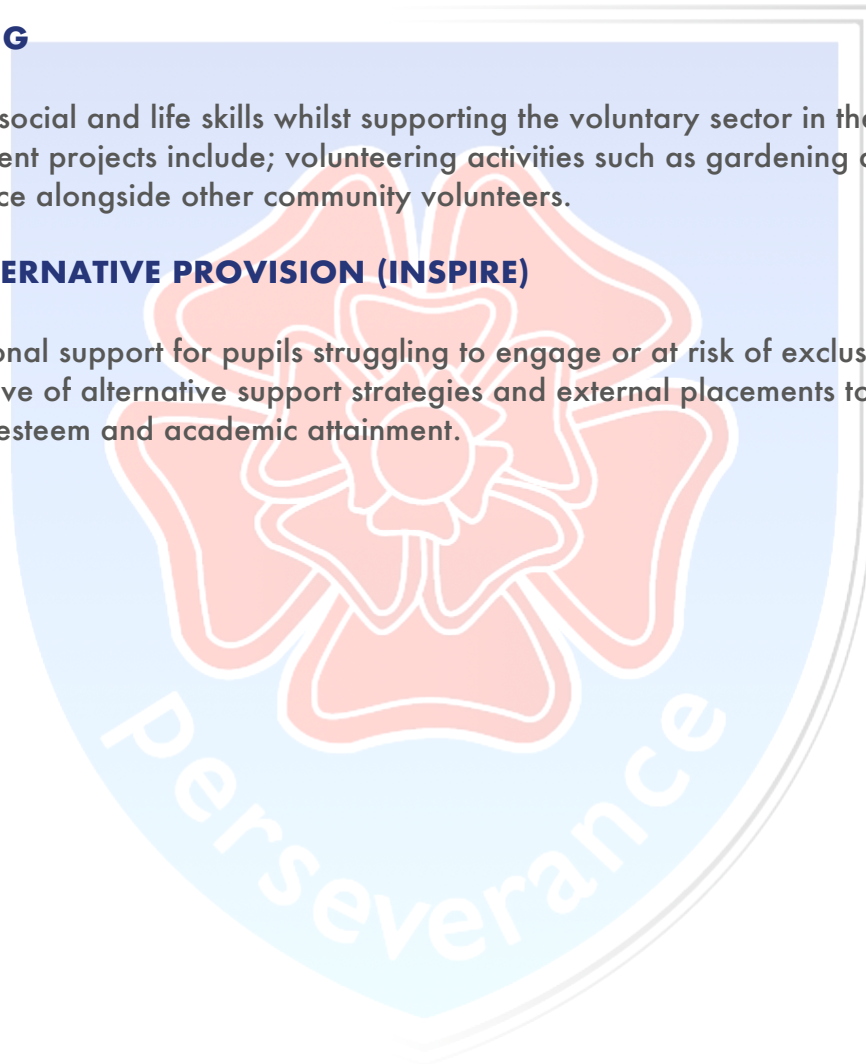 G
social and life skills whilst supporting the voluntary sector in the
ent projects include; volunteering activities such as gardening
ce alongside other community volunteers.
ERNATIVE PROVISION (INSPIRE)
onal support for pupils struggling to engage or at risk of exclus
ve of alternative support strategies and external placements to
esteem and academic attainment.
Perseverance